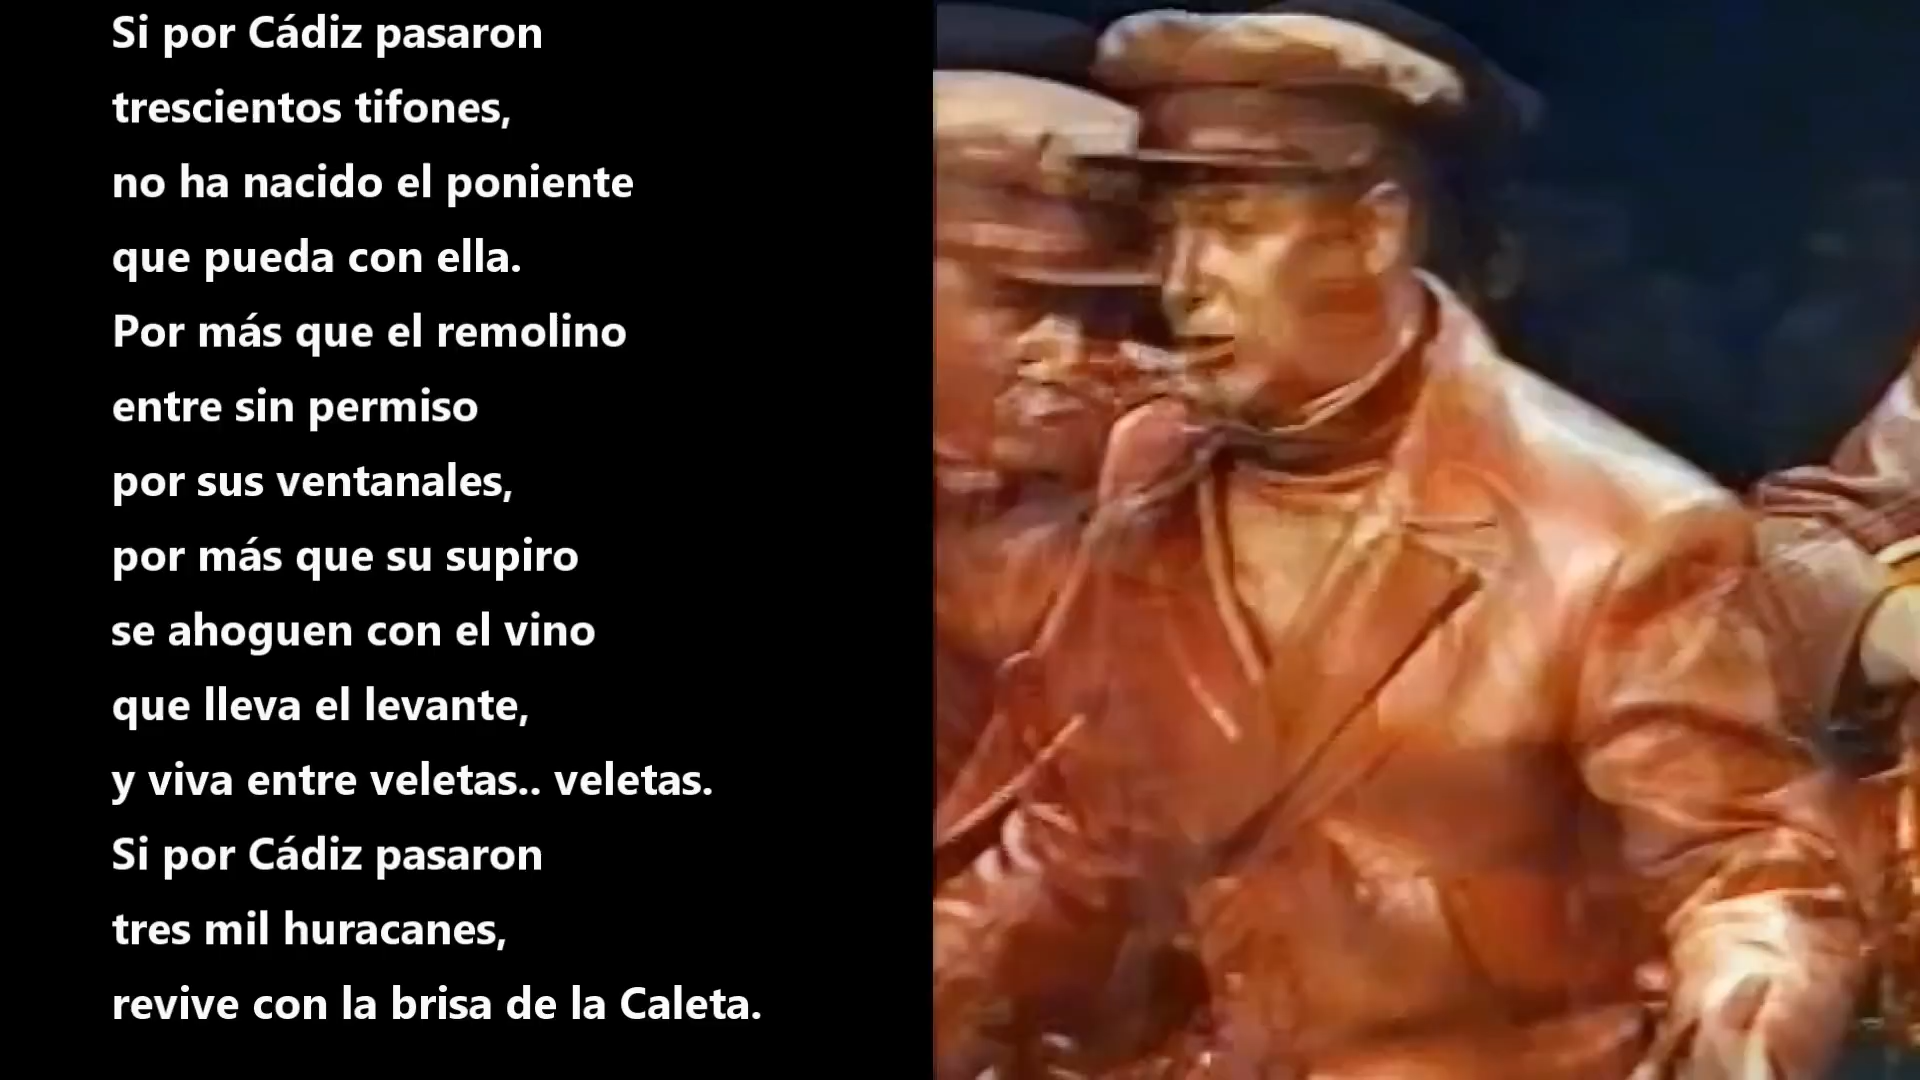 Si por Cádiz pasaron
trescientos tifones,
no ha nacido el poniente
que pueda con ella.
Por más que el remolino
entre sin permiso
por sus ventanales,
por más que su supiro
se ahoguen con el vino
que lleva el levante,
y viva entre veletas.. veletas.
Si por Cádiz pasaron
tres mil huracanes,
revive con la brisa de la Caleta.